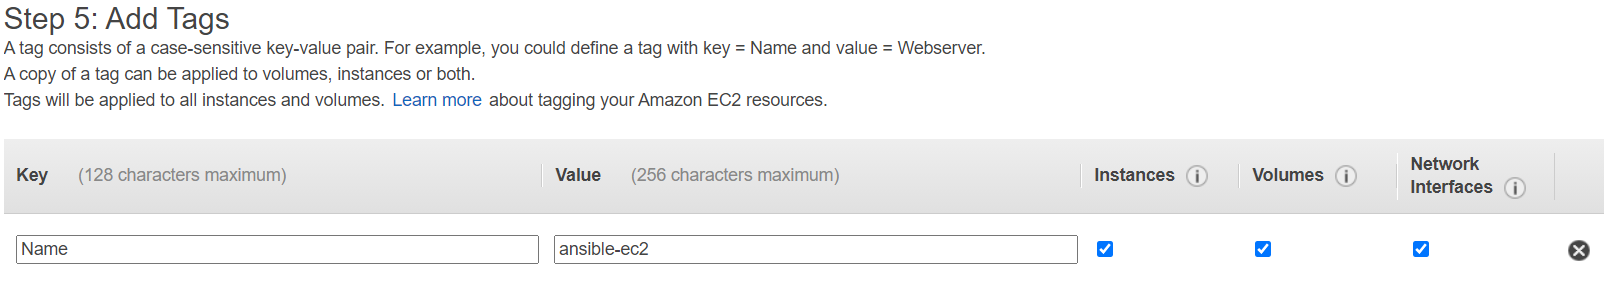 Step 5: Add Tags
A tag consists of a case-sensitive key-value pair. For example, you could define a tag with key = Name and value = Webserver.
A copy of a tag can be applied to volumes, instances or both.
Tags will be applied to all instances and volumes. Learn more about tagging your Amazon EC2 resources.
Key (128 characters maximum) Value (256 characters maximum) Instances Volumes Network Interfaces
Name ansible-ec2